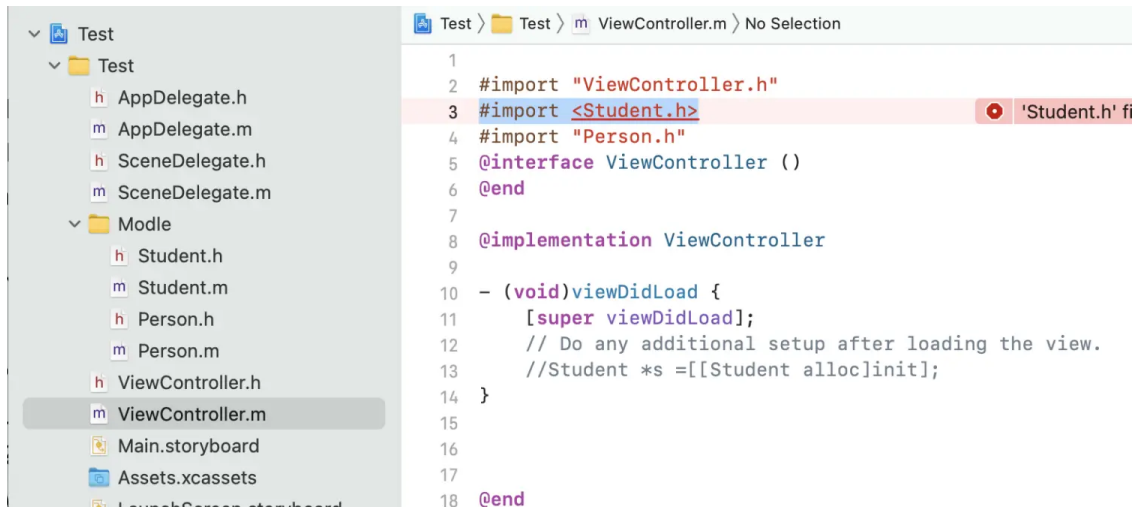 Test
Test
AppDelegate.h
AppDelegate.m
SceneDelegate.h
SceneDelegate.m
Modle
Student.h
Student.m
Person.h
Person.m
ViewController.h
ViewController.m
Main.storyboard
Assets.xcassets
LaunchScreen.storyboard
Test 〉 Test 〉 m ViewController.m 〉 No Selection
1
2 #import "ViewController.h"
3 #import <Student.h> 'Student.h' fi
4 #import "Person.h"
5 @interface ViewController ()
6 @end
7
8 @implementation ViewController
9
10 - (void)viewDidLoad {
11 [super viewDidLoad];
12 // Do any additional setup after loading the view.
13 //Student *s =[[Student alloc]init];
14 }
15
16
17
18 @end